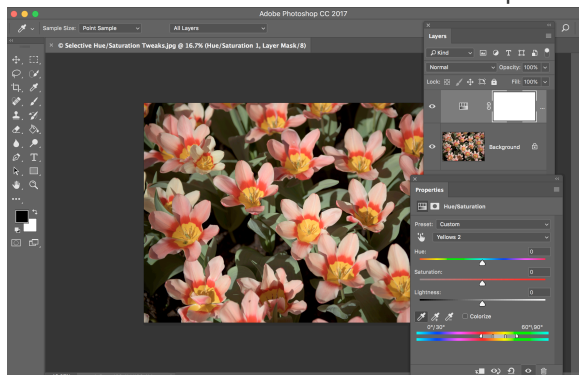 Adobe Photoshop CC 2017
Sample Size: Point Sample
All Layers
× © Selective Hue/Saturation Tweaks.jpg @ 16.7% (Hue/Saturation 1, Layer Mask/8)
Layers
Kind
Normal
Opacity: 100%
Lock:
Fill: 100%
...
Background
Properties
Hue/Saturation
Preset: Custom
Yellows 2
Hue: 0
Saturation: 0
Lightness: 0
Colorize
0°/30° 60°\90°